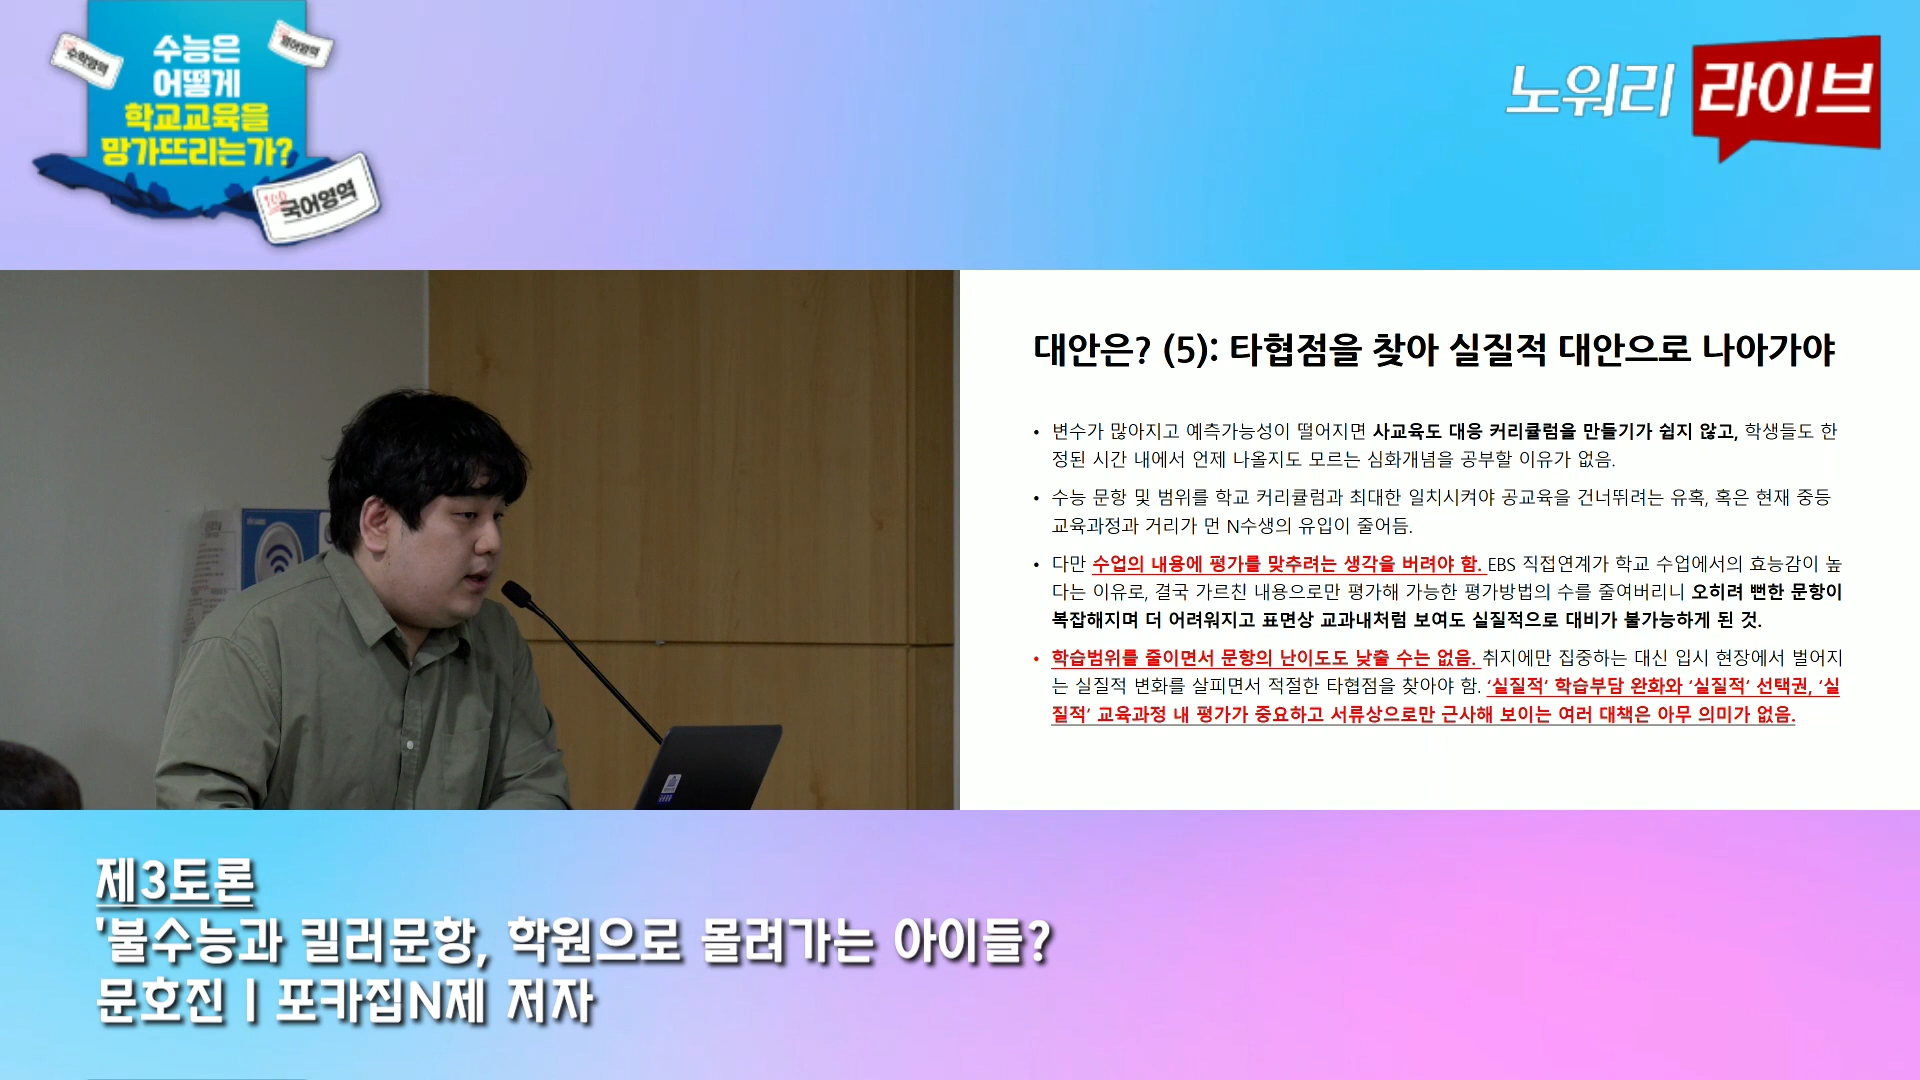 수학영역
영어영역
수능은
어떻게
학교교육을
망가뜨리는가?
100
국어영역
노워리 라이브
대안은? (5): 타협점을 찾아 실질적 대안으로 나아가야
• 변수가 많아지고 예측가능성이 떨어지면 사교육도 대응 커리큘럼을 만들기가 쉽지 않고, 학생들도 한
정된 시간 내에서 언제 나올지도 모르는 심화개념을 공부할 이유가 없음.
• 수능 문항 및 범위를 학교 커리큘럼과 최대한 일치시켜야 공교육을 건너뛰려는 유혹, 혹은 현재 중등
교육과정과 거리가 먼 N수생의 유입이 줄어듬.
• 다만 수업의 내용에 평가를 맞추려는 생각을 버려야 함. EBS 직접연계가 학교 수업에서의 효능감이 높
다는 이유로, 결국 가르친 내용으로만 평가해 가능한 평가방법의 수를 줄여버리니 오히려 뻔한 문항이
복잡해지며 더 어려워지고 표면상 교과내처럼 보여도 실질적으로 대비가 불가능하게 된 것.
• 학습범위를 줄이면서 문항의 난이도도 낮출 수는 없음. 취지에만 집중하는 대신 입시 현장에서 벌어지
는 실질적 변화를 살피면서 적절한 타협점을 찾아야 함. ‘실질적‘ 학습부담 완화와 ‘실질적’ 선택권, ‘실
질적’ 교육과정 내 평가가 중요하고 서류상으로만 근사해 보이는 여러 대책은 아무 의미가 없음.
제3토론
'불수능과 킬러문항, 학원으로 몰려가는 아이들?
문호진 | 포카집N제 저자